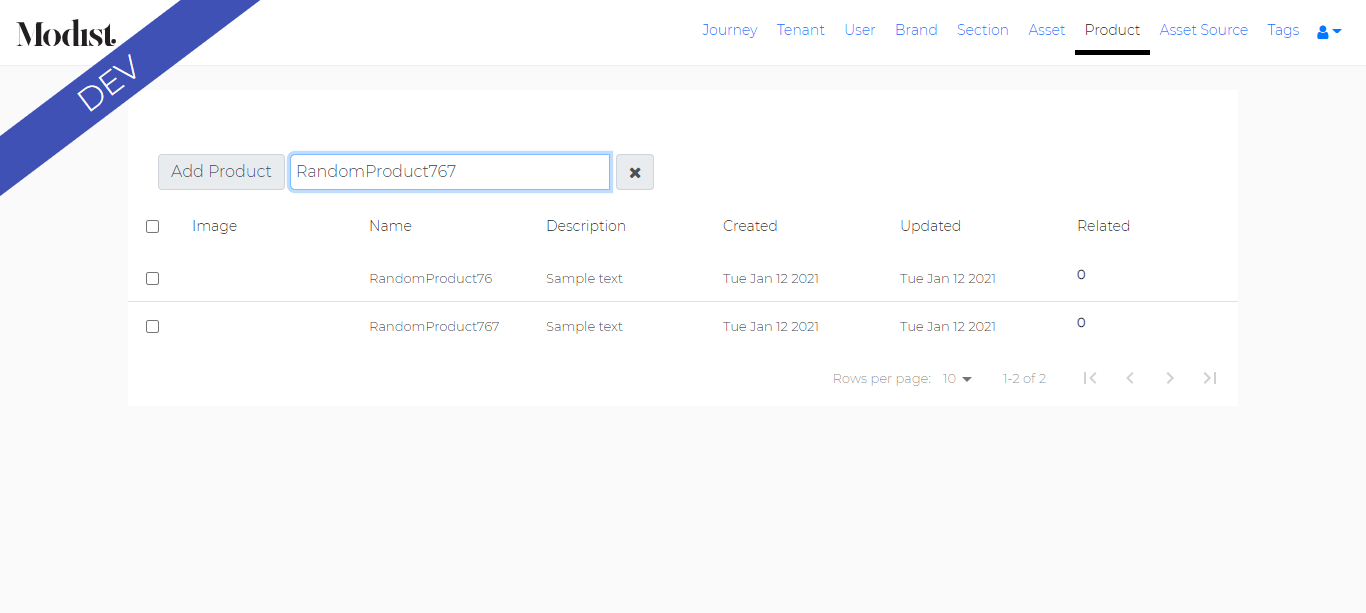 Modist.
DEV
Journey Tenant User Brand Section Asset Product Asset Source Tags
Add Product RandomProduct767
Image Name Description Created Updated Related
RandomProduct76 Sample text Tue Jan 12 2021 Tue Jan 12 2021 0
RandomProduct767 Sample text Tue Jan 12 2021 Tue Jan 12 2021 0
Rows per page: 10 1-2 of 2